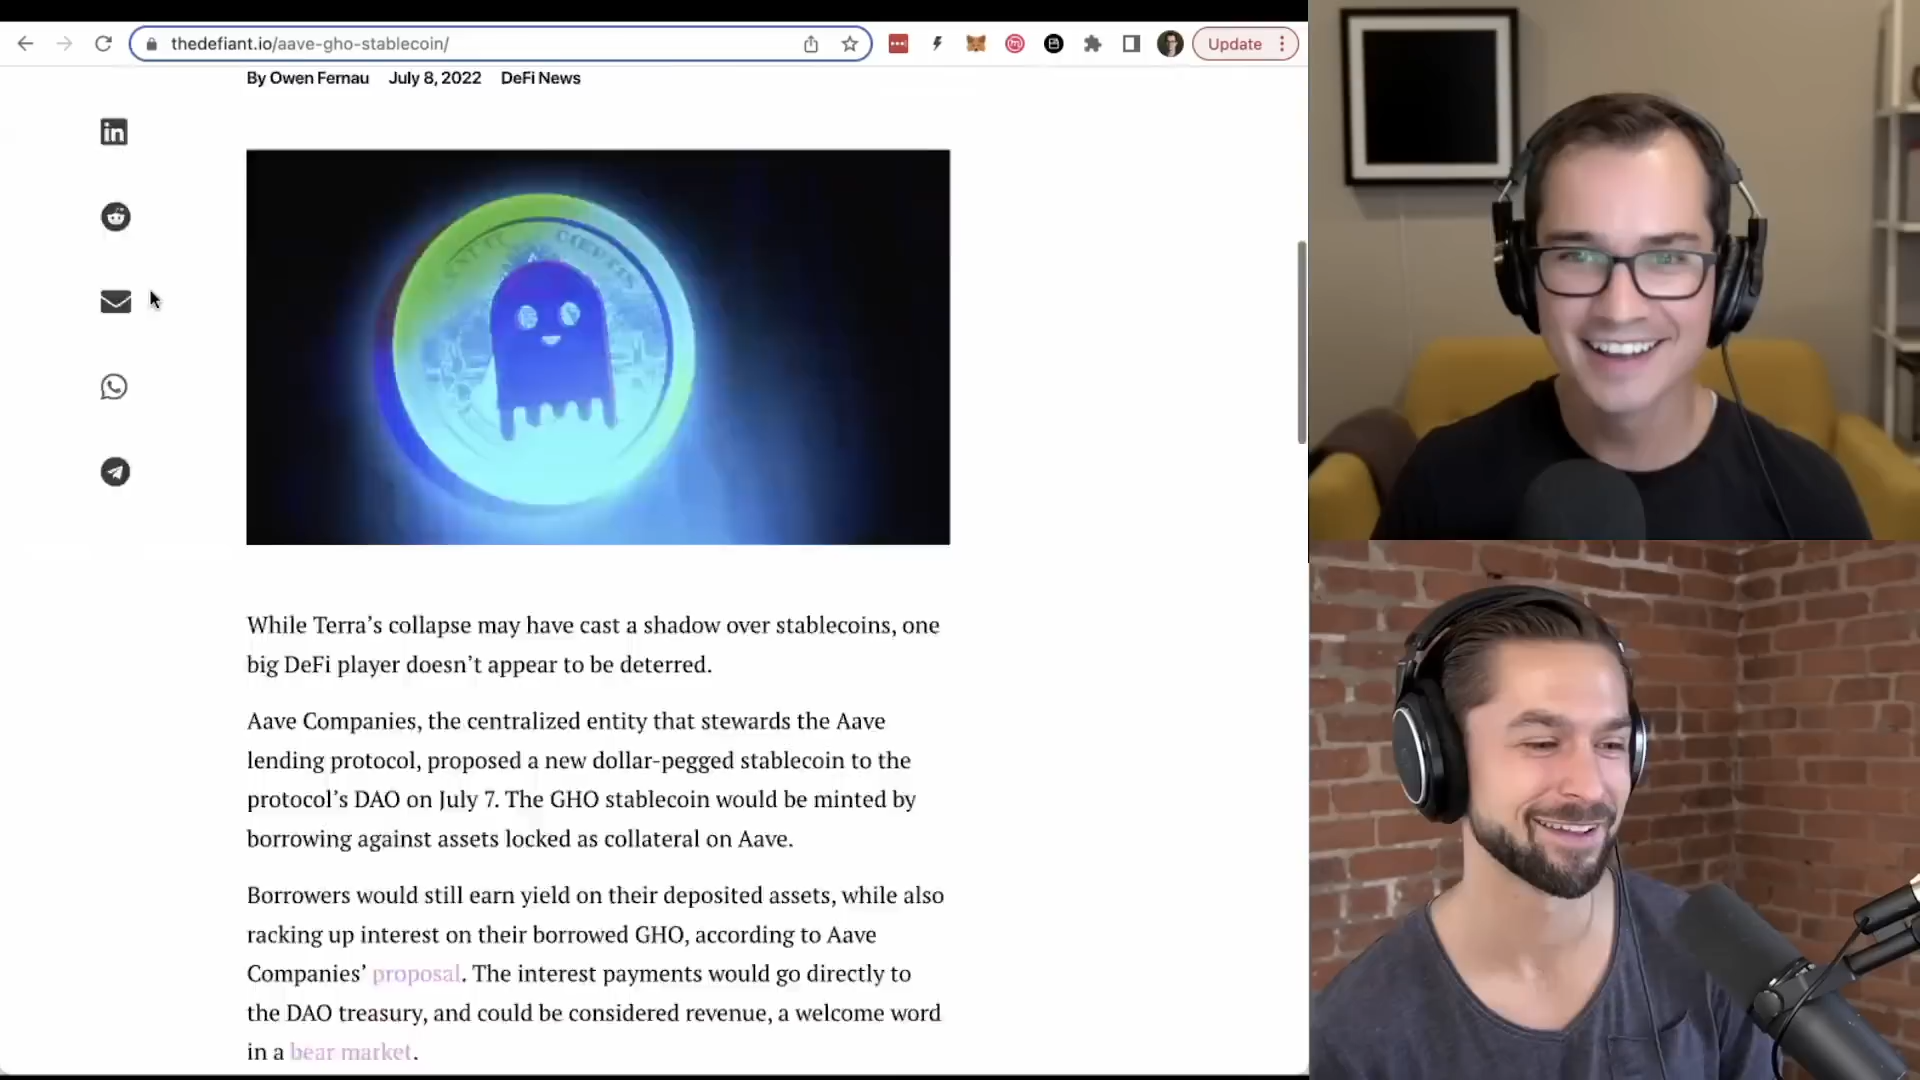 thedefiant.io/aave-gho-stablecoin/
Update
By Owen Fernau July 8, 2022 DeFi News
While Terra’s collapse may have cast a shadow over stablecoins, one
big DeFi player doesn’t appear to be deterred.
Aave Companies, the centralized entity that stewards the Aave
lending protocol, proposed a new dollar-pegged stablecoin to the
protocol’s DAO on July 7. The GHO stablecoin would be minted by
borrowing against assets locked as collateral on Aave.
Borrowers would still earn yield on their deposited assets, while also
racking up interest on their borrowed GHO, according to Aave
Companies’ proposal. The interest payments would go directly to
the DAO treasury, and could be considered revenue, a welcome word
in a bear market.